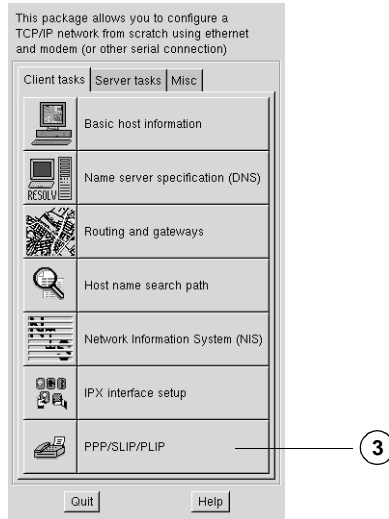 This package allows you to configure a
TCP/IP network from scratch using ethernet
and modem (or other serial connection)
Client tasks Server tasks Misc
Basic host information
RESOLV Name server specification (DNS)
Routing and gateways
Host name search path
Network Information System (NIS)
IPX interface setup
PPP/SLIP/PLIP 3
Quit Help